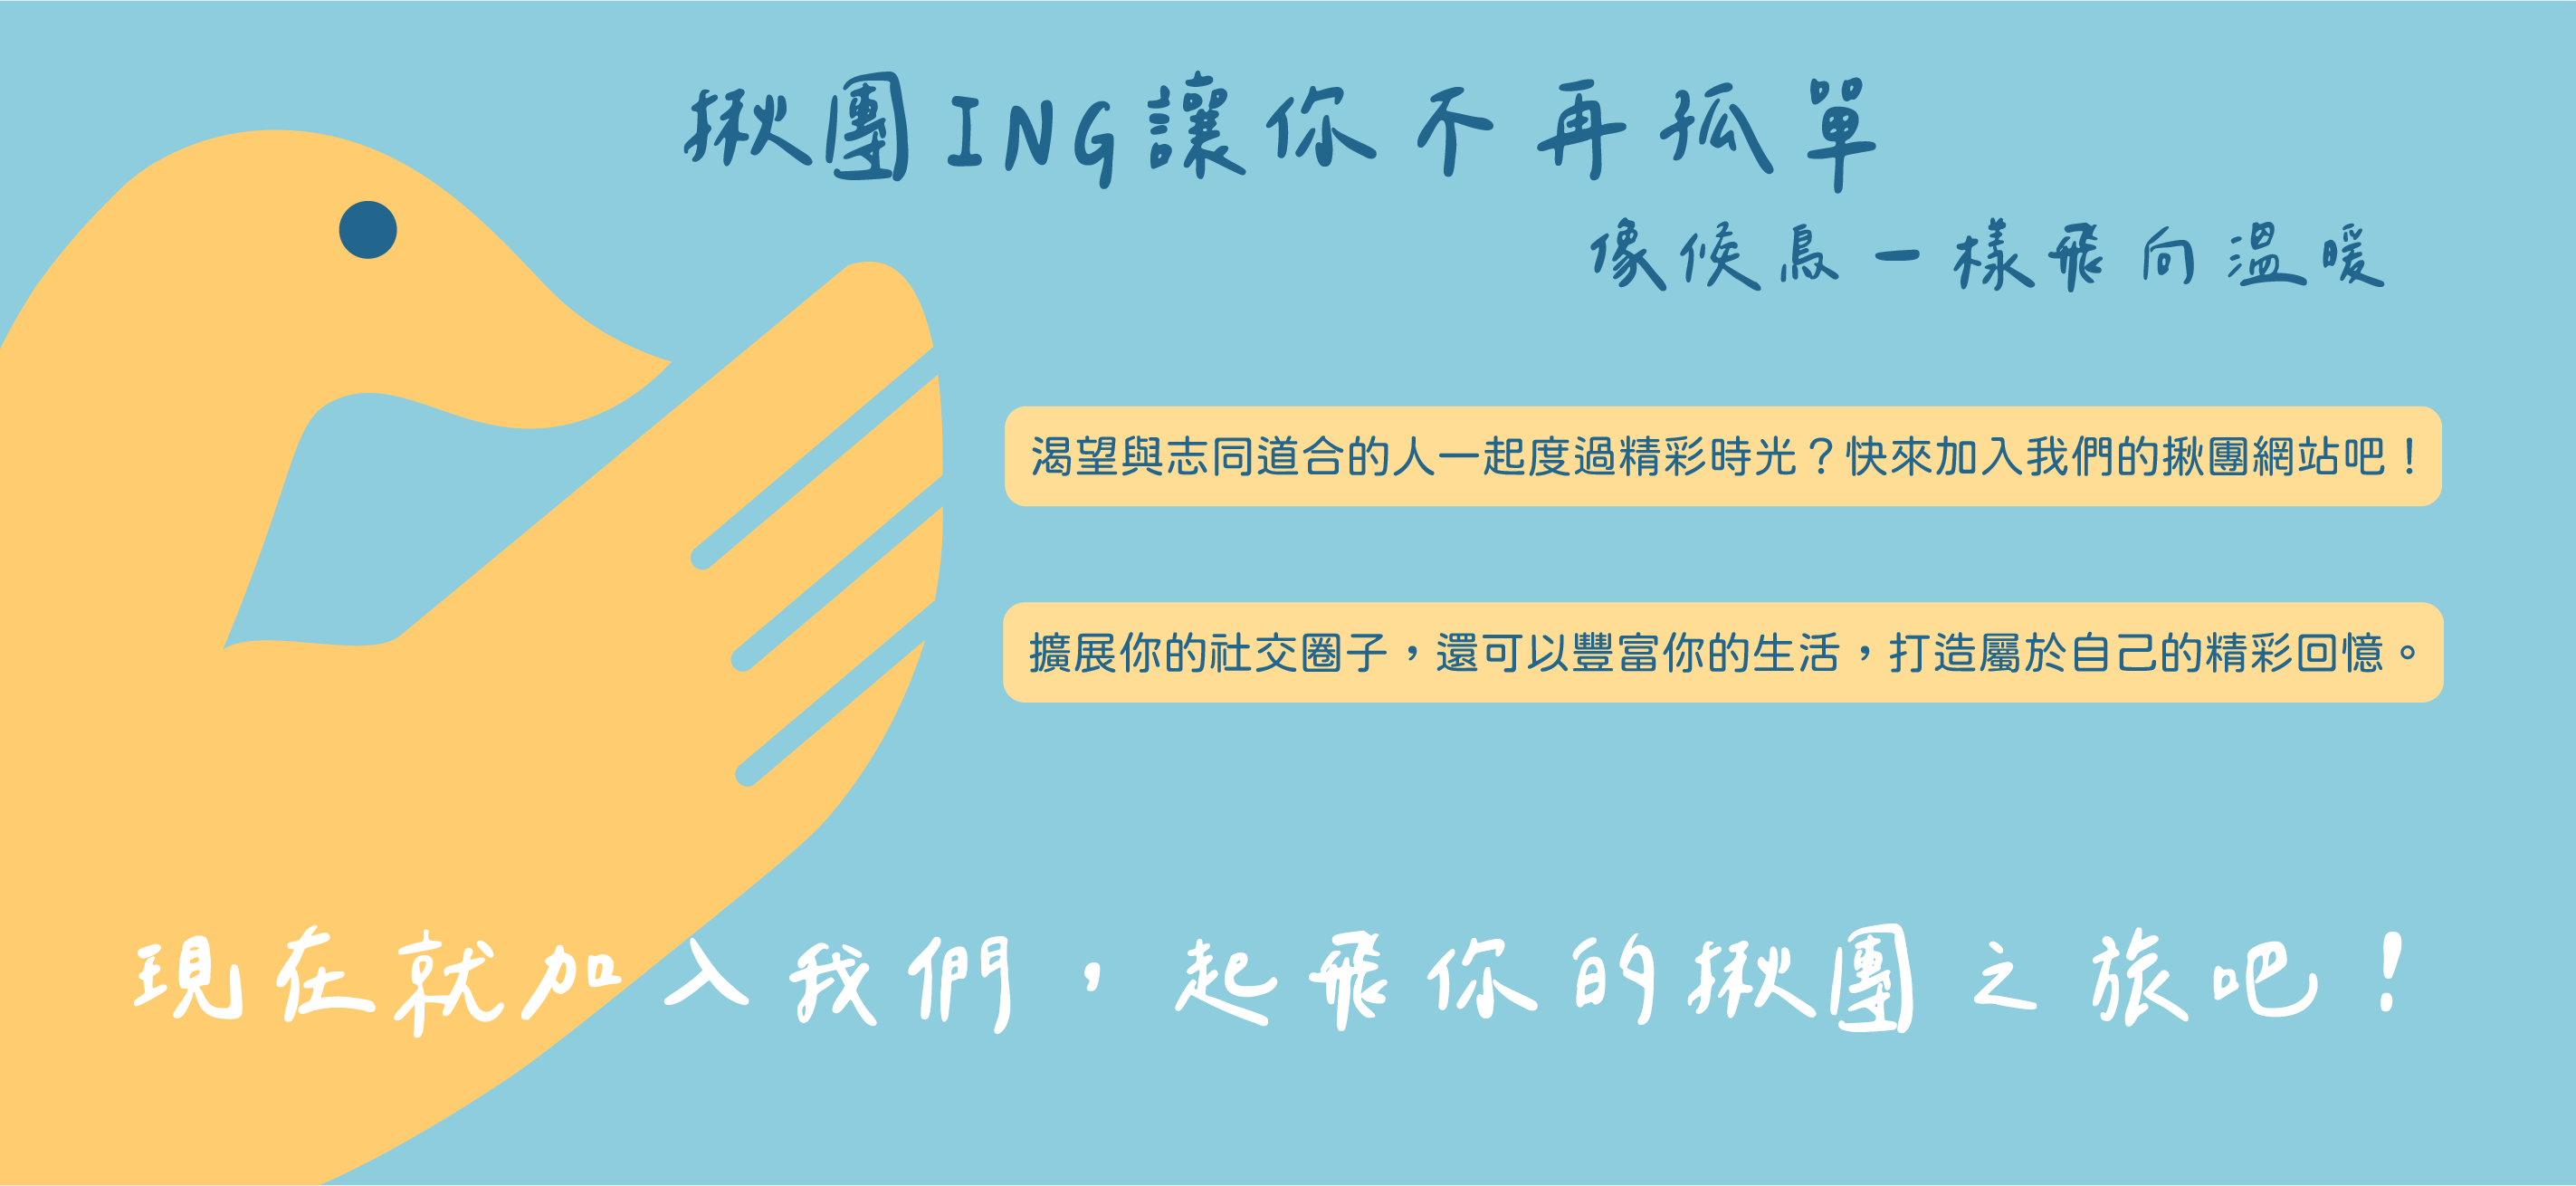 揪團ING讓你不再孤單
像候鳥一樣飛向溫暖
渴望與志同道合的人一起度過精彩時光？快來加入我們的揪團網站吧！
擴展你的社交圈子，還可以豐富你的生活，打造屬於自己的精彩回憶。
現在就加入我們，起飛你的揪團之旅吧！